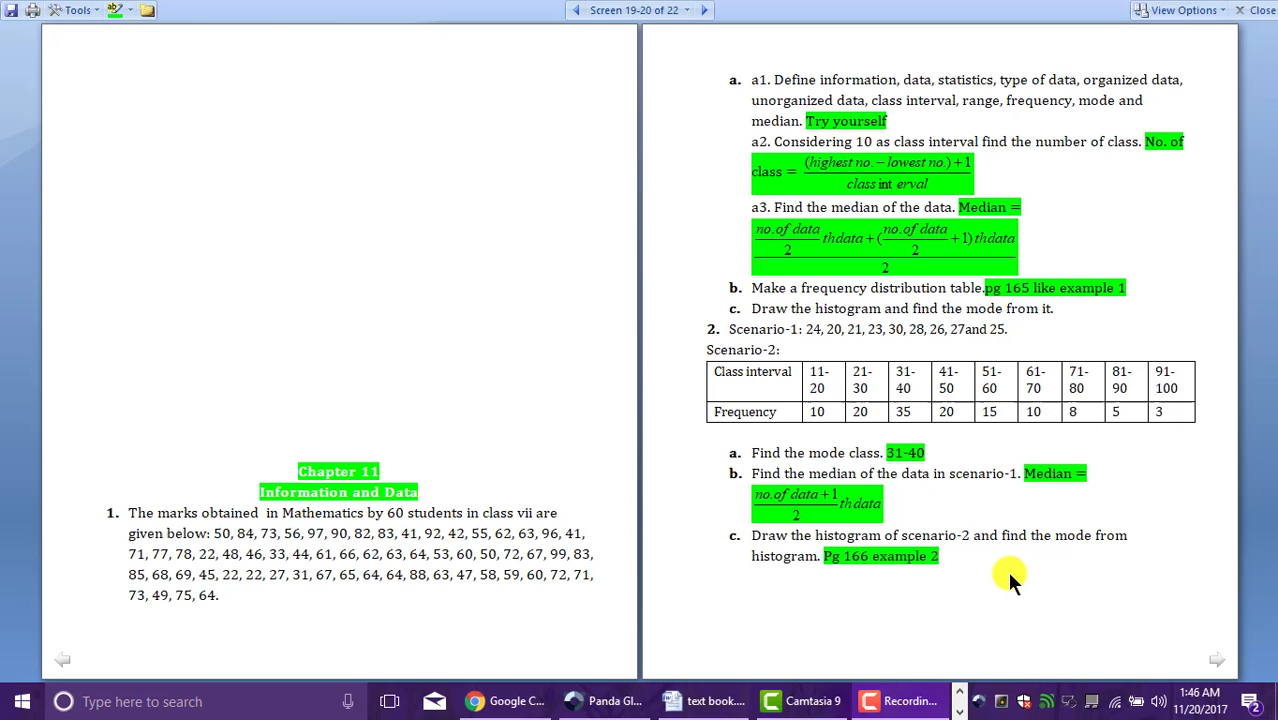 Tools
Screen 19-20 of 22
View Options
Close
Chapter 11
Information and Data
1. The marks obtained in Mathematics by 60 students in class vii are
given below: 50, 84, 73, 56, 97, 90, 82, 83, 41, 92, 42, 55, 62, 63, 96, 41,
71, 77, 78, 22, 48, 46, 33, 44, 61, 66, 62, 63, 64, 53, 60, 50, 72, 67, 99, 83,
85, 68, 69, 45, 22, 22, 27, 31, 67, 65, 64, 64, 88, 63, 47, 58, 59, 60, 72, 71,
73, 49, 75, 64.
a. a1. Define information, data, statistics, type of data, organized data,
unorganized data, class interval, range, frequency, mode and
median. Try yourself
a2. Considering 10 as class interval find the number of class. No. of
class = (highest no. – lowest no.) + 1
class int erval
a3. Find the median of the data. Median =
no.of data / 2 thdata + (no.of data / 2 + 1) thdata
2
b. Make a frequency distribution table.pg 165 like example 1
c. Draw the histogram and find the mode from it.
2. Scenario-1: 24, 20, 21, 23, 30, 28, 26, 27and 25.
Scenario-2:
Class interval 11-20 21-30 31-40 41-50 51-60 61-70 71-80 81-90 91-100
Frequency 10 20 35 20 15 10 8 5 3
a. Find the mode class. 31-40
b. Find the median of the data in scenario-1. Median =
no.of data + 1 / 2 th data
c. Draw the histogram of scenario-2 and find the mode from
histogram. Pg 166 example 2
Type here to search
Google C...
Panda Gl...
text book....
Camtasia 9
Recording...
1:46 AM
11/20/2017
2